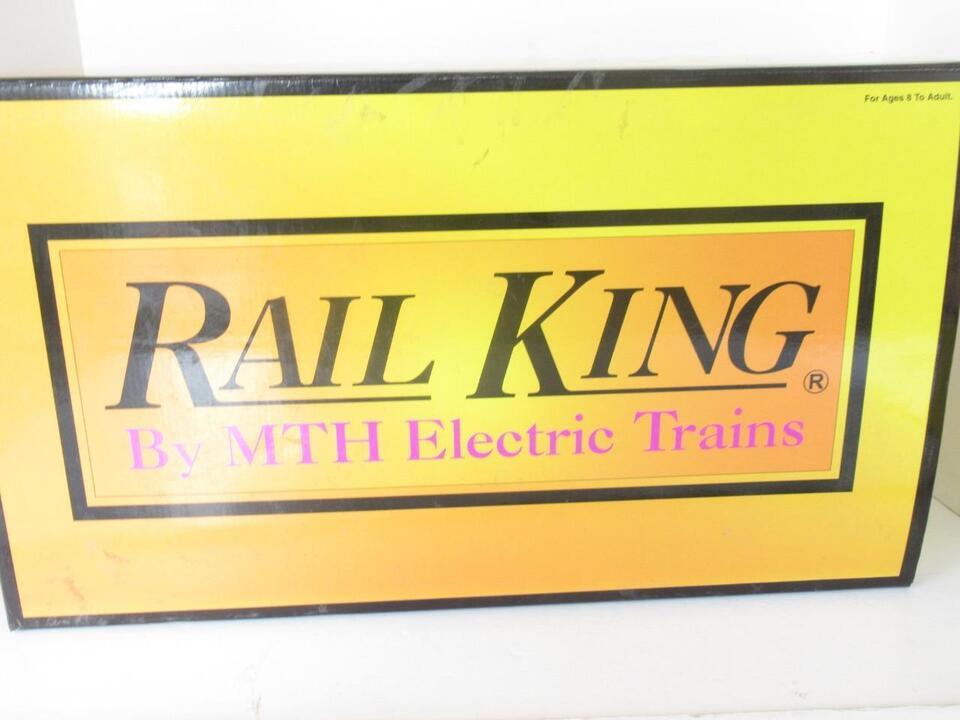 For Ages 8 To Adult.
RAIL KING ®
By MTH Electric Trains